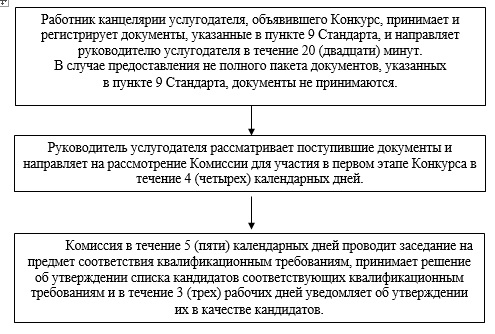 Работник канцелярии услугодателя, объявившего Конкурс, принимает и
регистрирует документы, указанные в пункте 9 Стандарта, и направляет
руководителю услугодателя в течение 20 (двадцати) минут.
В случае предоставления не полного пакета документов, указанных
в пункте 9 Стандарта, документы не принимаются.
Руководитель услугодателя рассматривает поступившие документы и
направляет на рассмотрение Комиссии для участия в первом этапе Конкурса в
течение 4 (четырех) календарных дней.
Комиссия в течение 5 (пяти) календарных дней проводит заседание на
предмет соответствия квалификационным требованиям, принимает решение
об утверждении списка кандидатов соответствующих квалификационным
требованиям и в течение 3 (трех) рабочих дней уведомляет об утверждении
их в качестве кандидатов.